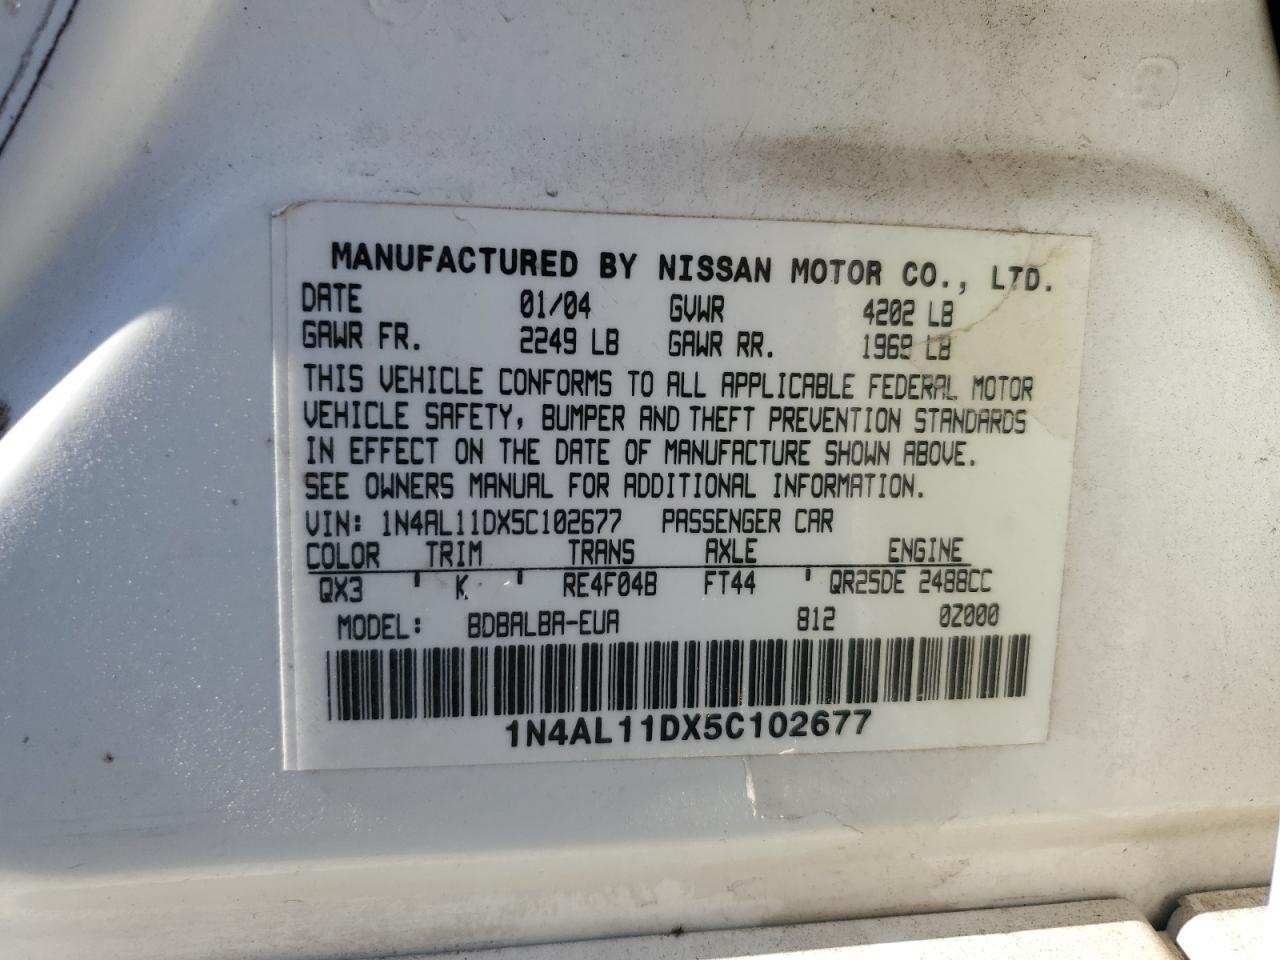 MANUFACTURED BY NISSAN MOTOR CO., LTD.
DATE 01/04 GVWR 4202 LB
GAWR FR. 2249 LB GAWR RR. 1969 LB
THIS VEHICLE CONFORMS TO ALL APPLICABLE FEDERAL MOTOR
VEHICLE SAFETY, BUMPER AND THEFT PREVENTION STANDARDS
IN EFFECT ON THE DATE OF MANUFACTURE SHOWN ABOVE.
SEE OWNERS MANUAL FOR ADDITIONAL INFORMATION.
VIN: 1N4AL11DX5C102677 PASSENGER CAR
COLOR TRIM TRANS AXLE ENGINE
QX3 ' K ' RE4F04B FT44 ' QR25DE 2488CC
MODEL: BDBALBA-EUA 812 0Z000
1N4AL11DX5C102677